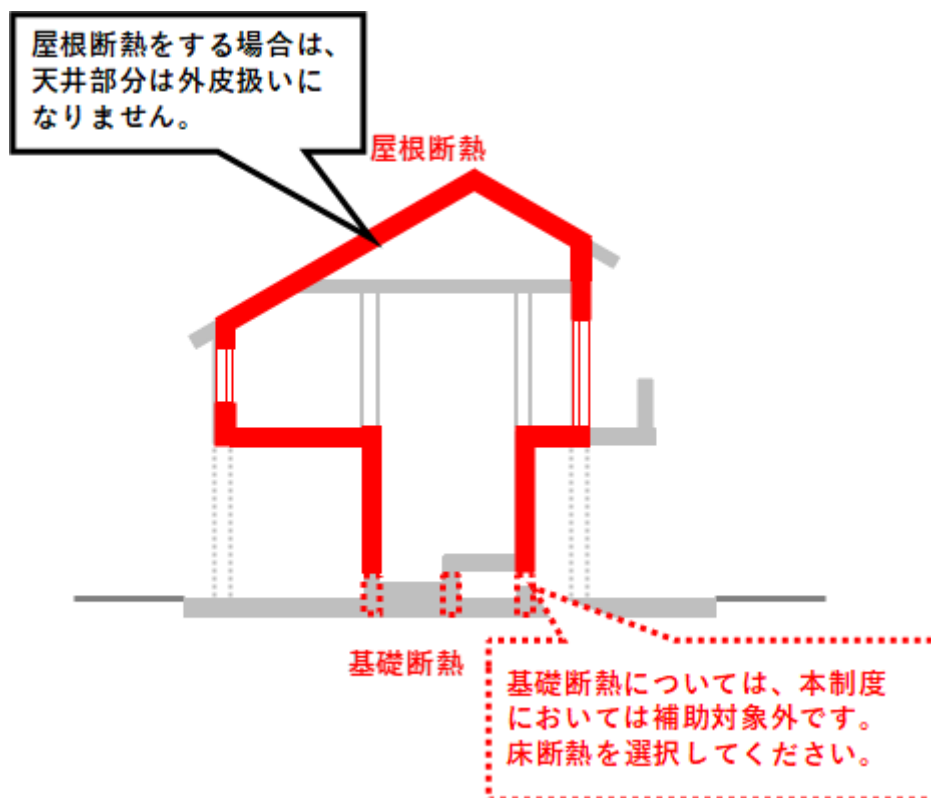 屋根断熱をする場合は、
天井部分は外皮扱いに
なりません。
屋根断熱
基礎断熱
基礎断熱については、本制度
においては補助対象外です。
床断熱を選択してください。